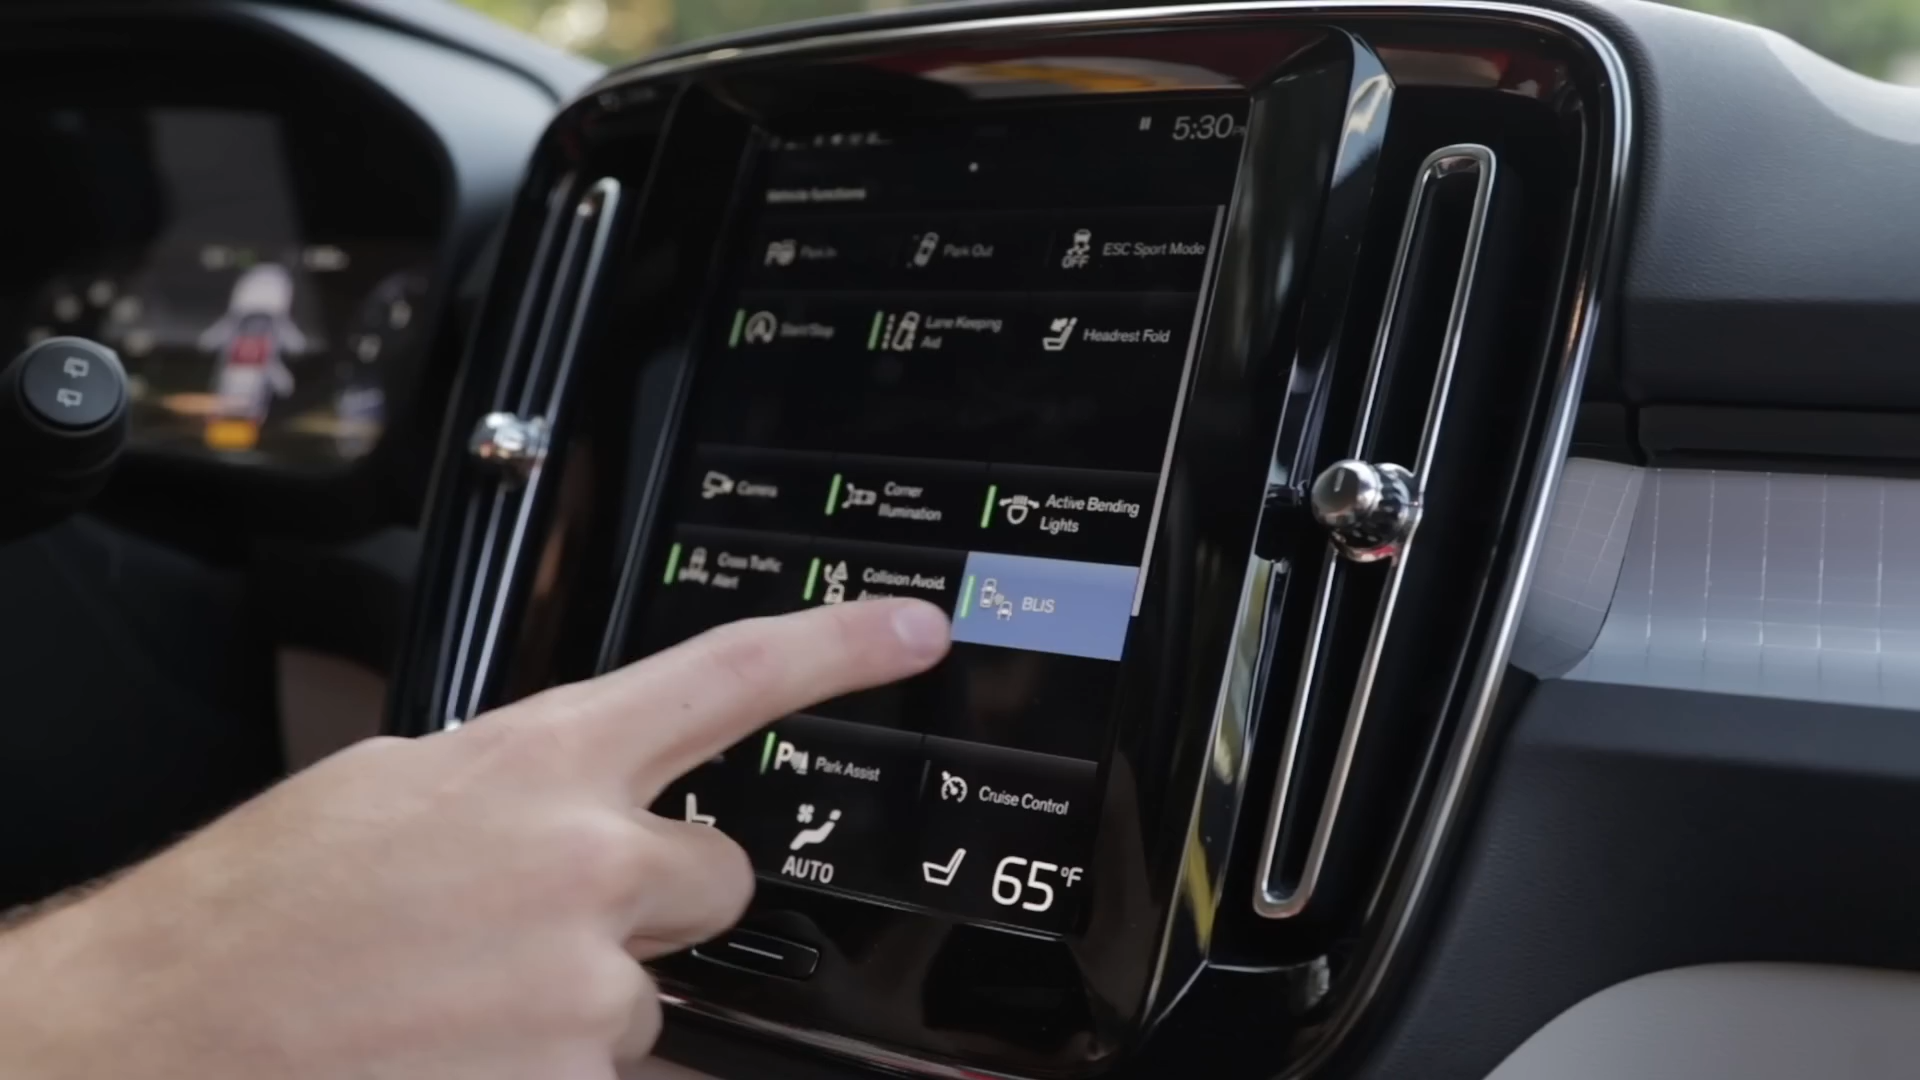 5:30
Vehicle functions
Park In
Park Out
ESC Sport Mode
OFF
Start/Stop
Lane Keeping
Aid
Headrest Fold
Camera
Corner
Illumination
Active Bending
Lights
Cross Traffic
Alert
Collision Avoid.
BLIS
Park Assist
Cruise Control
AUTO
65°F